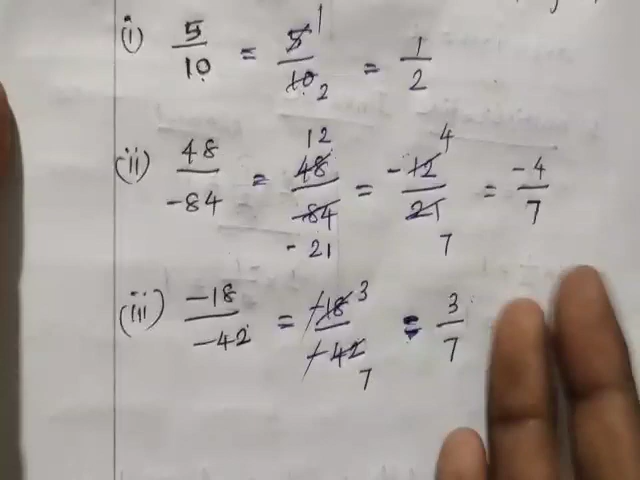 (i) 5/10 = 5/10 1 2 = 1/2
(ii) 48/-84 = 12 48/-84 -21 = -12/21 4 7 = -4/7
(iii) -18/-42 = -18/-42 3 7 = 3/7